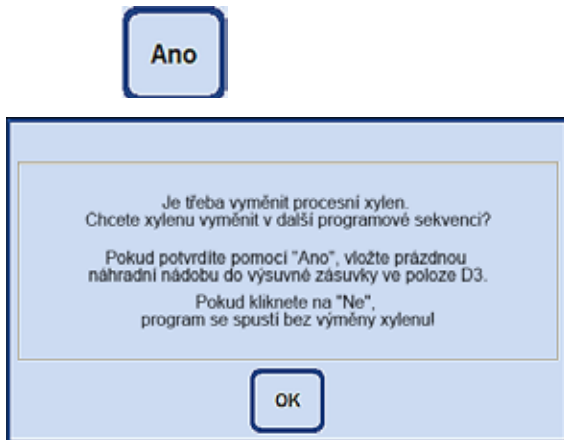 Ano
Je třeba vyměnit procesní xylen.
Chcete xylenu vyměnit v další programové sekvenci?
Pokud potvrdíte pomocí "Ano", vložte prázdnou
náhradní nádobu do výsuvné zásuvky ve poloze D3.
Pokud kliknete na "Ne",
program se spustí bez výměny xylenu!
OK